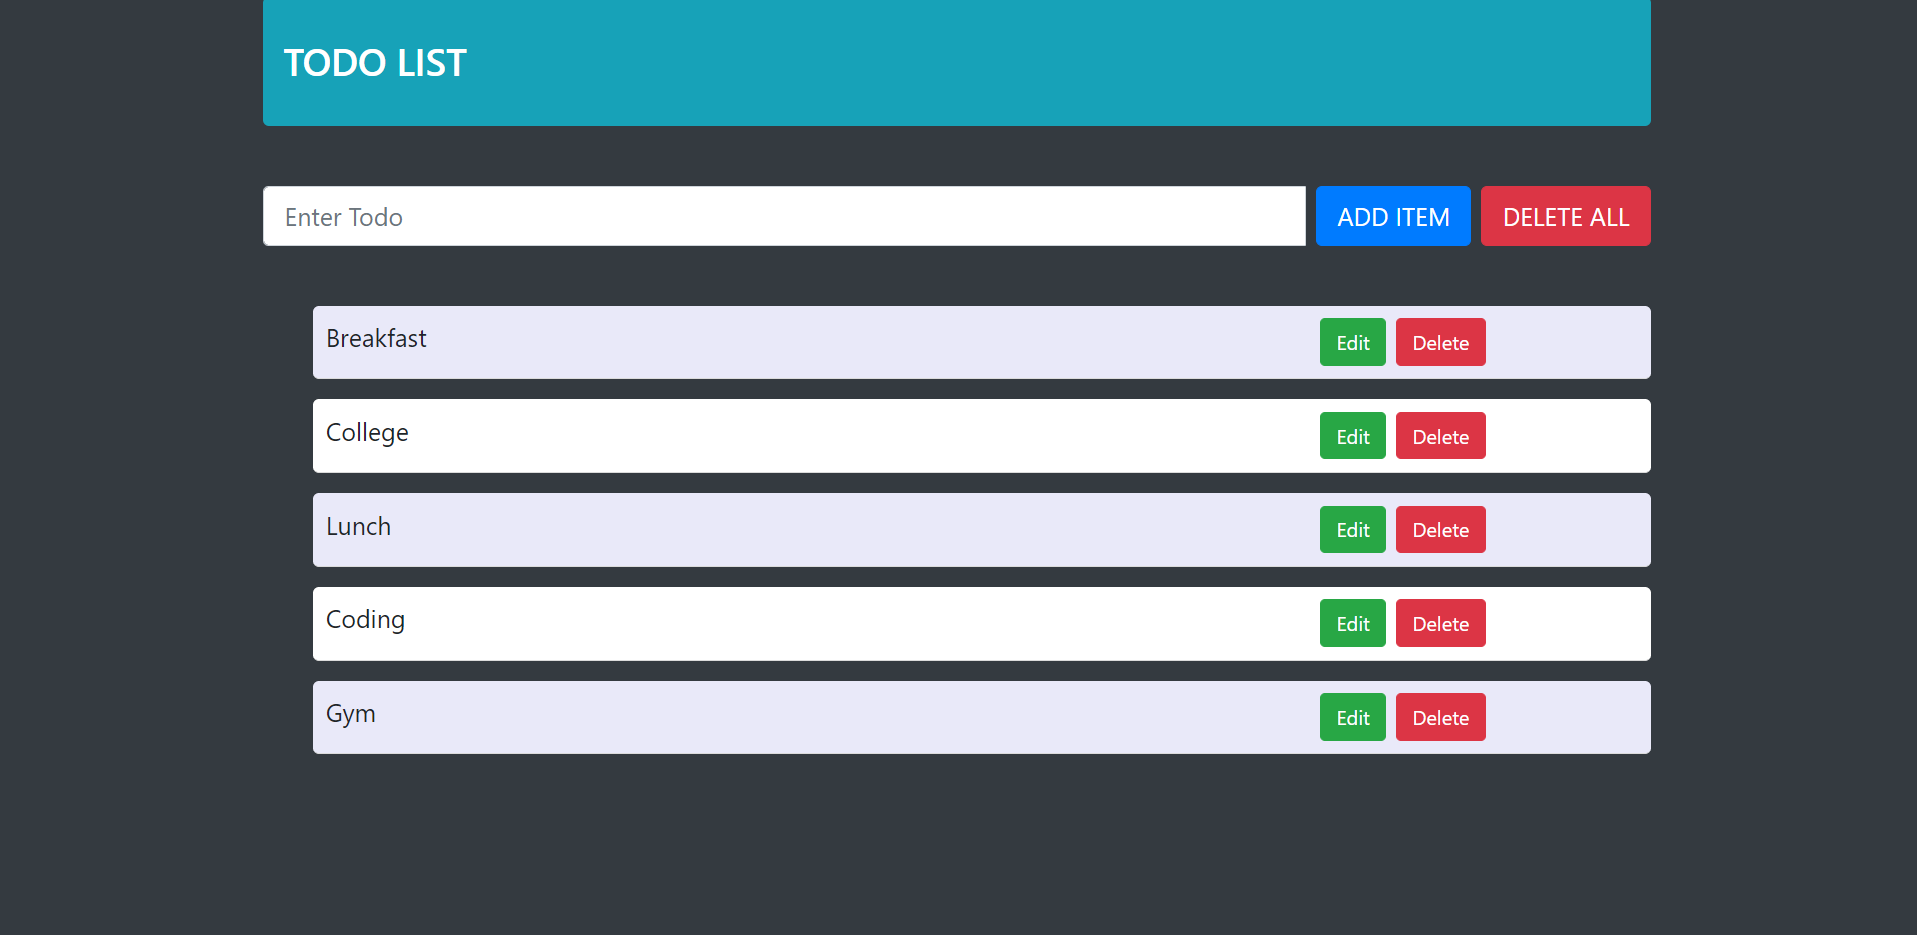 TODO LIST
Enter Todo ADD ITEM DELETE ALL
Breakfast Edit Delete
College Edit Delete
Lunch Edit Delete
Coding Edit Delete
Gym Edit Delete